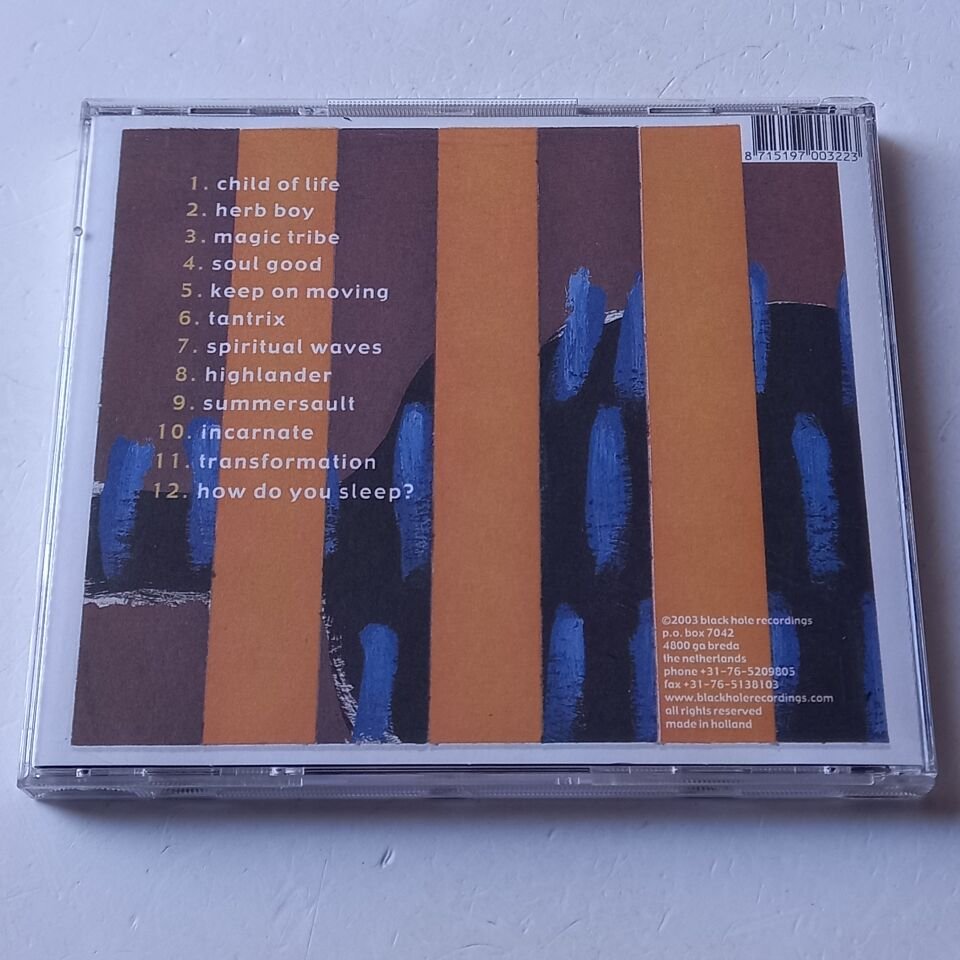 8 715197 003223
1. child of life
2. herb boy
3. magic tribe
4. soul good
5. keep on moving
6. tantrix
7. spiritual waves
8. highlander
9. summersault
10. incarnate
11. transformation
12. how do you sleep?
©2003 black hole recordings
p.o. box 7042
4800 ga breda
the netherlands
phone +31-76-5209805
fax +31-76-5138103
www.blackholerecordings.com
all rights reserved
made in holland